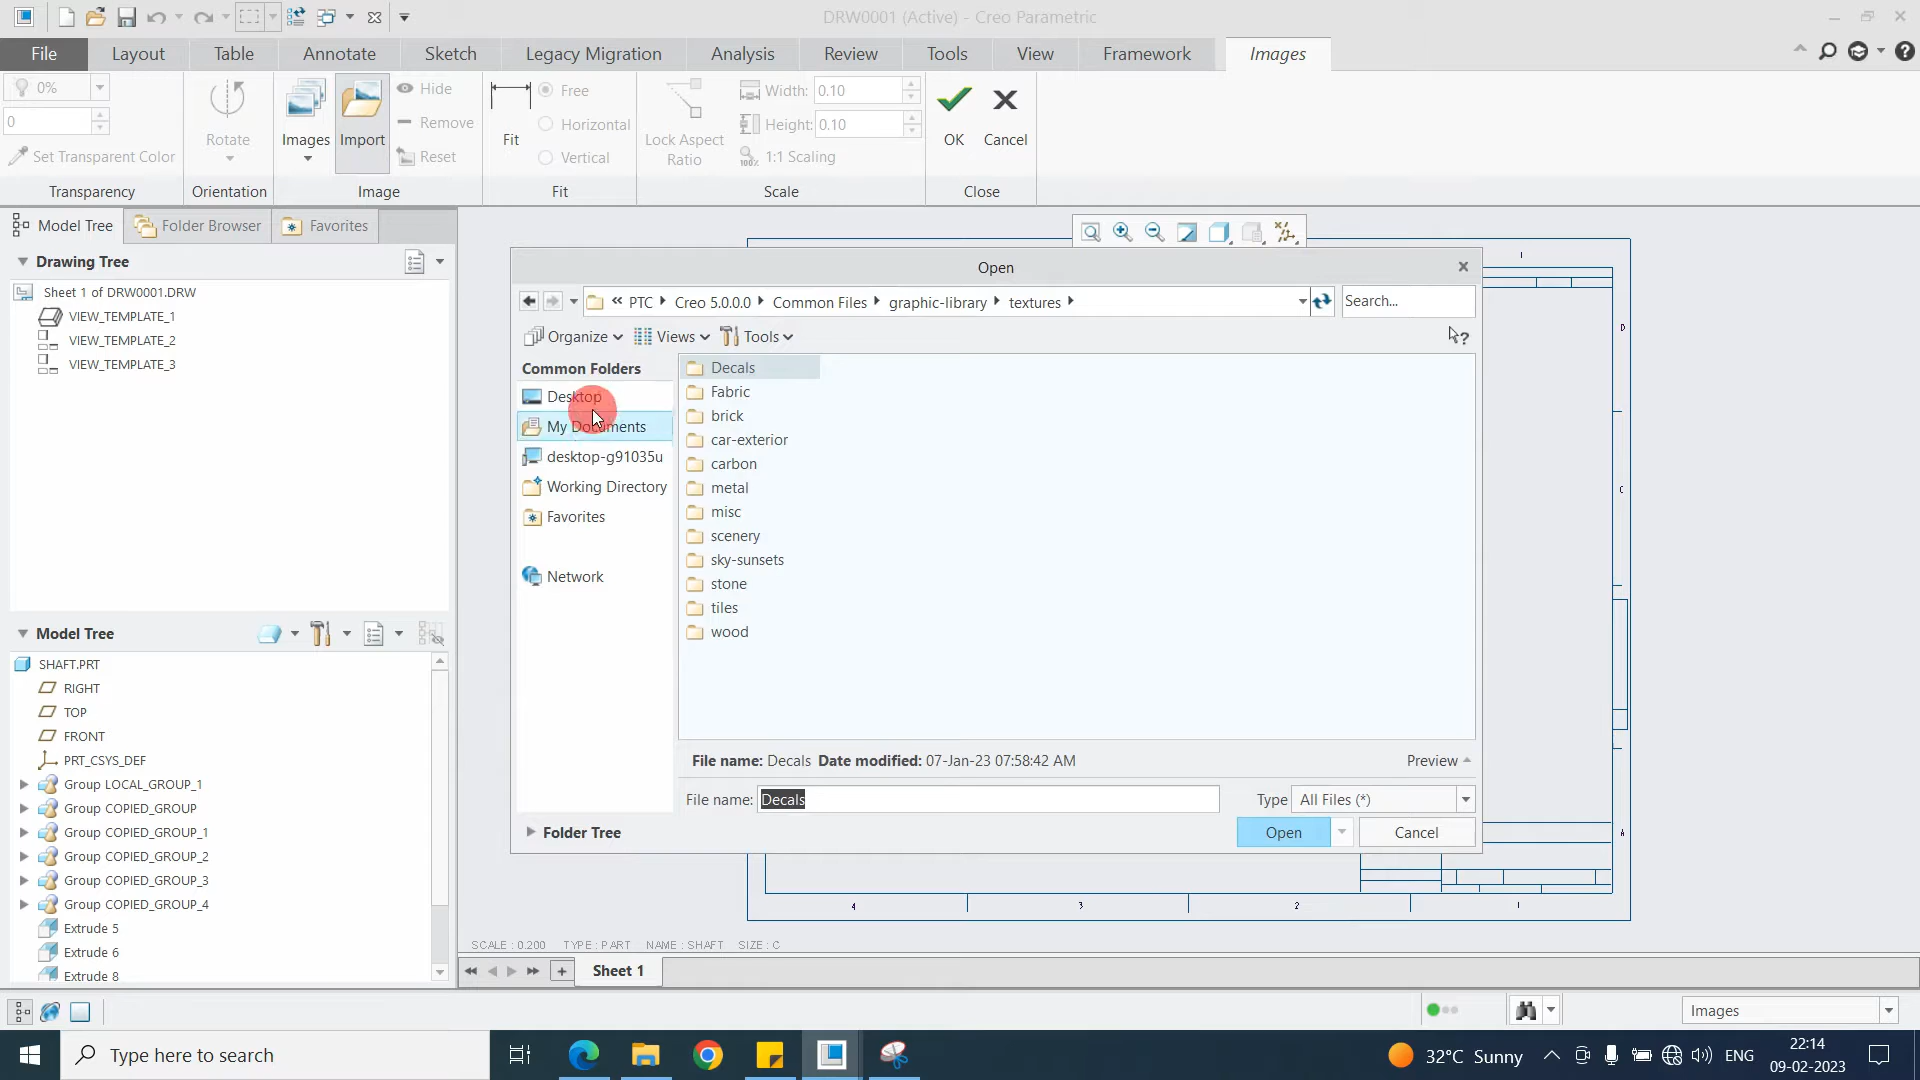 DRW0001 (Active) - Creo Parametric
File Layout Table Annotate Sketch Legacy Migration Analysis Review Tools View Framework Images
0% Hide Free Width: 0.10
0 Remove Horizontal Height: 0.10
Rotate Images Import Fit Lock Aspect Ratio OK Cancel
Set Transparent Color Reset Vertical 1:1 Scaling
Transparency Orientation Image Fit Scale Close
Model Tree Folder Browser Favorites
Drawing Tree
Sheet 1 of DRW0001.DRW
VIEW_TEMPLATE_1
VIEW_TEMPLATE_2
VIEW_TEMPLATE_3
Model Tree
SHAFT.PRT
RIGHT
TOP
FRONT
PRT_CSYS_DEF
Group LOCAL_GROUP_1
Group COPIED_GROUP
Group COPIED_GROUP_1
Group COPIED_GROUP_2
Group COPIED_GROUP_3
Group COPIED_GROUP_4
Extrude 5
Extrude 6
Extrude 8
Open
PTC Creo 5.0.0.0 Common Files graphic-library textures Search...
Organize Views Tools
Common Folders
Desktop
My Documents
desktop-g91035u
Working Directory
Favorites
Network
Decals
Fabric
brick
car-exterior
carbon
metal
misc
scenery
sky-sunsets
stone
tiles
wood
File name: Decals Date modified: 07-Jan-23 07:58:42 AM Preview
File name: Decals Type All Files (*)
Folder Tree Open Cancel
D
C
A
4 3 2 1
SCALE : 0.200 TYPE : PART NAME : SHAFT SIZE : C
Sheet 1
Images
Type here to search
32°C Sunny ENG 22:14
09-02-2023